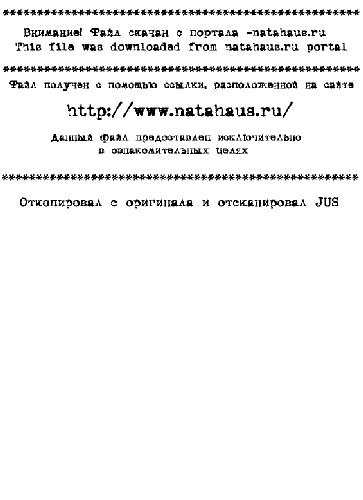 ****************************************************
Внимание! Файл скачан с портала -natahaus.ru
This file was downloaded from natahaus.ru portal
****************************************************
Файл получен с помощью ссылки, расположенной на сайте
http://www.natahaus.ru/
Данный файл предоставлен исключительно
в ознакомительных целях
****************************************************
Откопировал с оригинала и отсканировал JUS